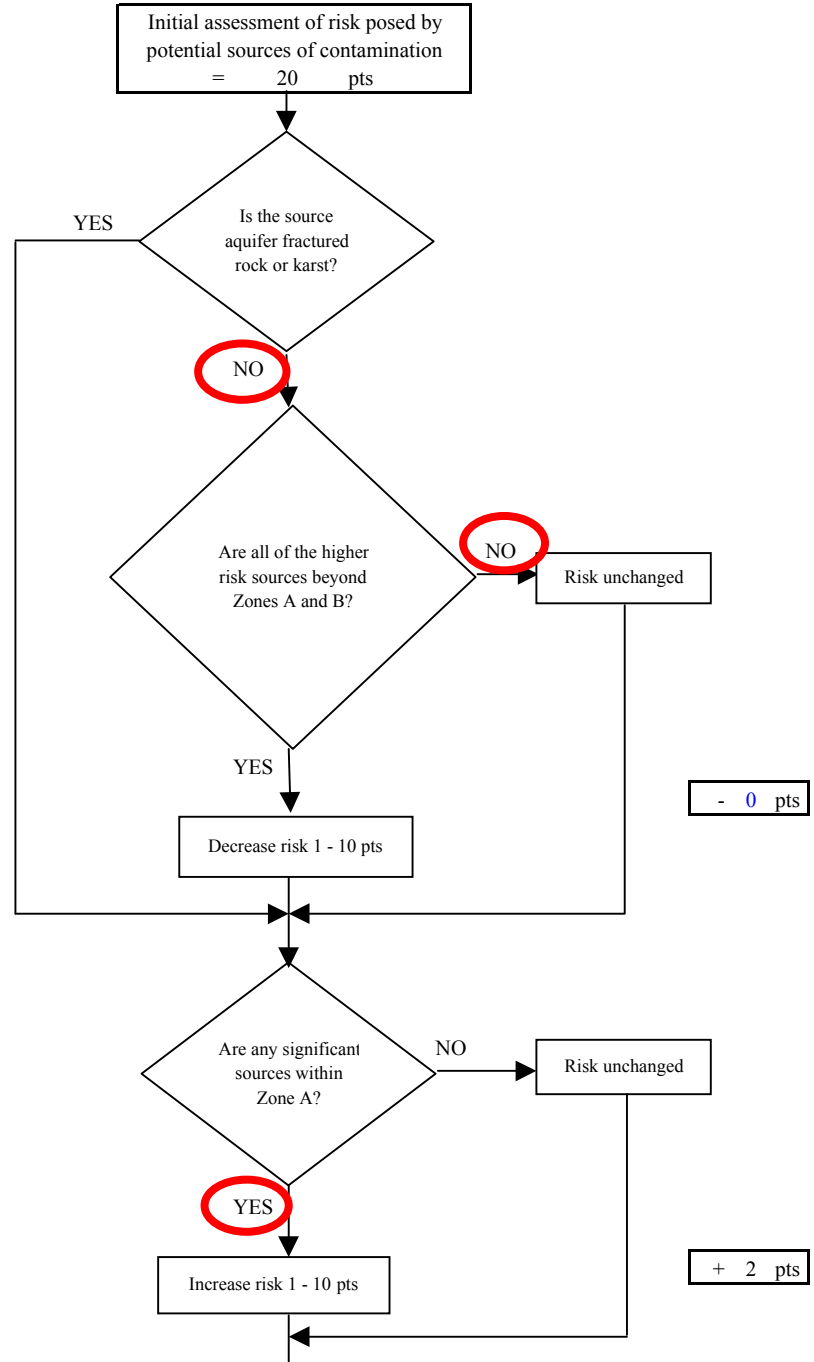 Initial assessment of risk posed by
potential sources of contamination
= 20 pts
YES
Is the source
aquifer fractured
rock or karst?
NO
Are all of the higher
risk sources beyond
Zones A and B?
NO
Risk unchanged
YES
- 0 pts
Decrease risk 1 - 10 pts
Are any significant
sources within
Zone A?
NO
Risk unchanged
YES
+ 2 pts
Increase risk 1 - 10 pts